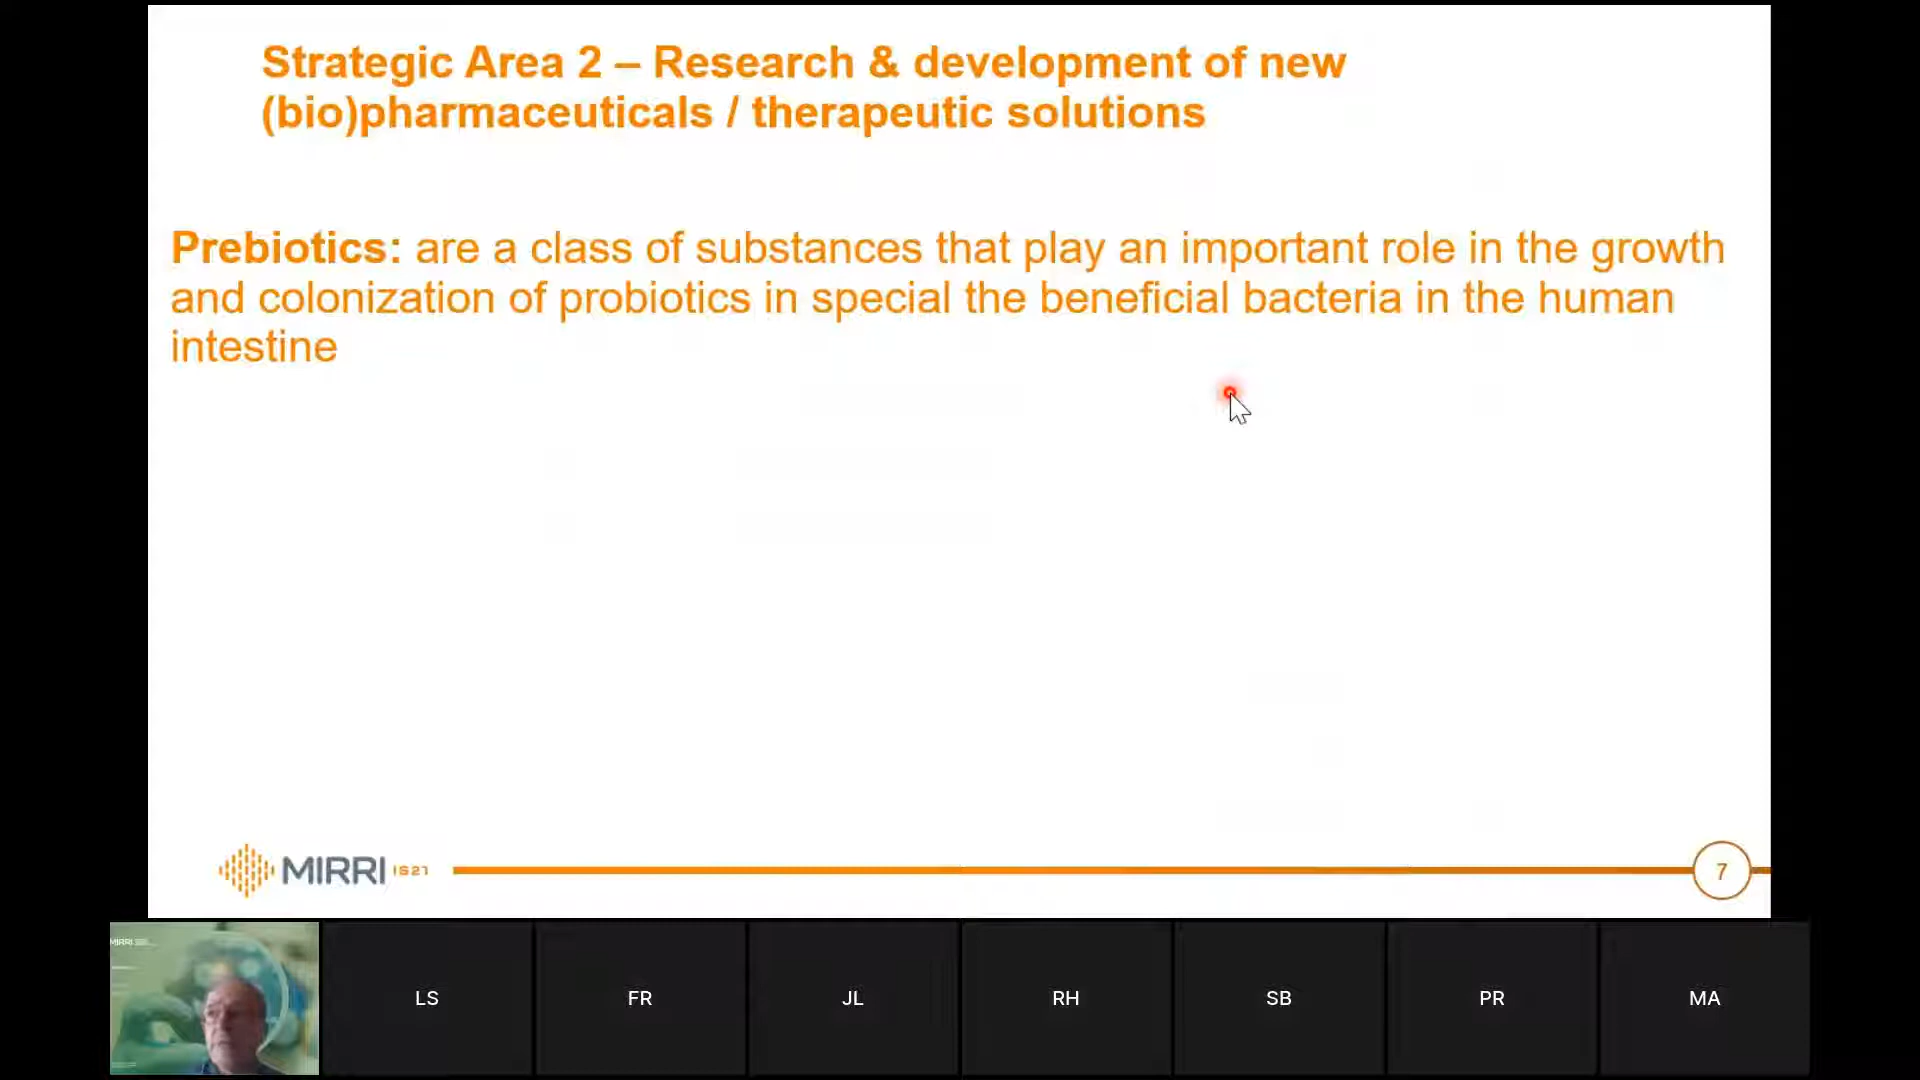 Strategic Area 2 – Research & development of new
(bio)pharmaceuticals / therapeutic solutions
Prebiotics: are a class of substances that play an important role in the growth
and colonization of probiotics in special the beneficial bacteria in the human
intestine
MIRRI IS21
7
MIRRI
LS
FR
JL
RH
SB
PR
MA